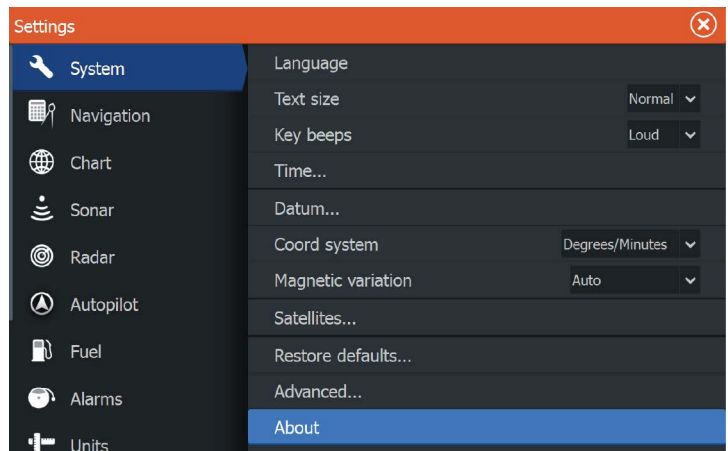 Settings
System
Navigation
Chart
Sonar
Radar
Autopilot
Fuel
Alarms
Units
Language
Text size Normal
Key beeps Loud
Time...
Datum...
Coord system Degrees/Minutes
Magnetic variation Auto
Satellites...
Restore defaults...
Advanced...
About